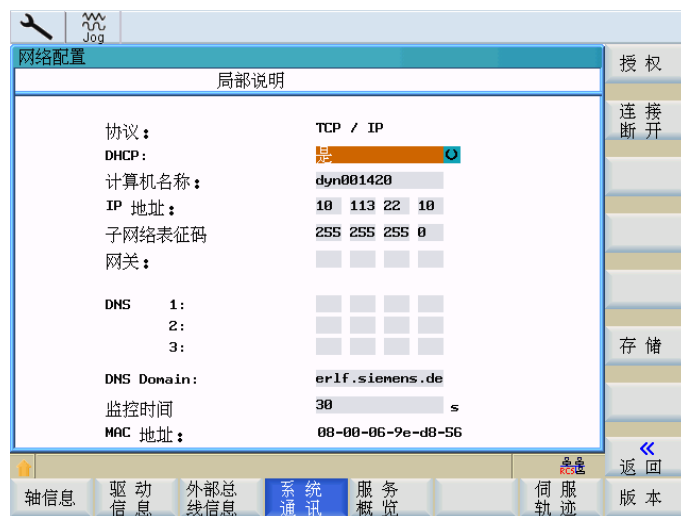 Jog
网络配置
局部说明
协议: TCP / IP
DHCP: 是
计算机名称: dyn001420
IP 地址: 10 113 22 10
子网络表征码 255 255 255 0
网关:
DNS 1:
2:
3:
DNS Domain: erlf.siemens.de
监控时间 30 s
MAC 地址: 08-00-06-9e-d8-56
RCS
授权
连接断开
存储
返回
轴信息
驱动信息
外部总线信息
系统通讯
服务概览
伺服轨迹
版本